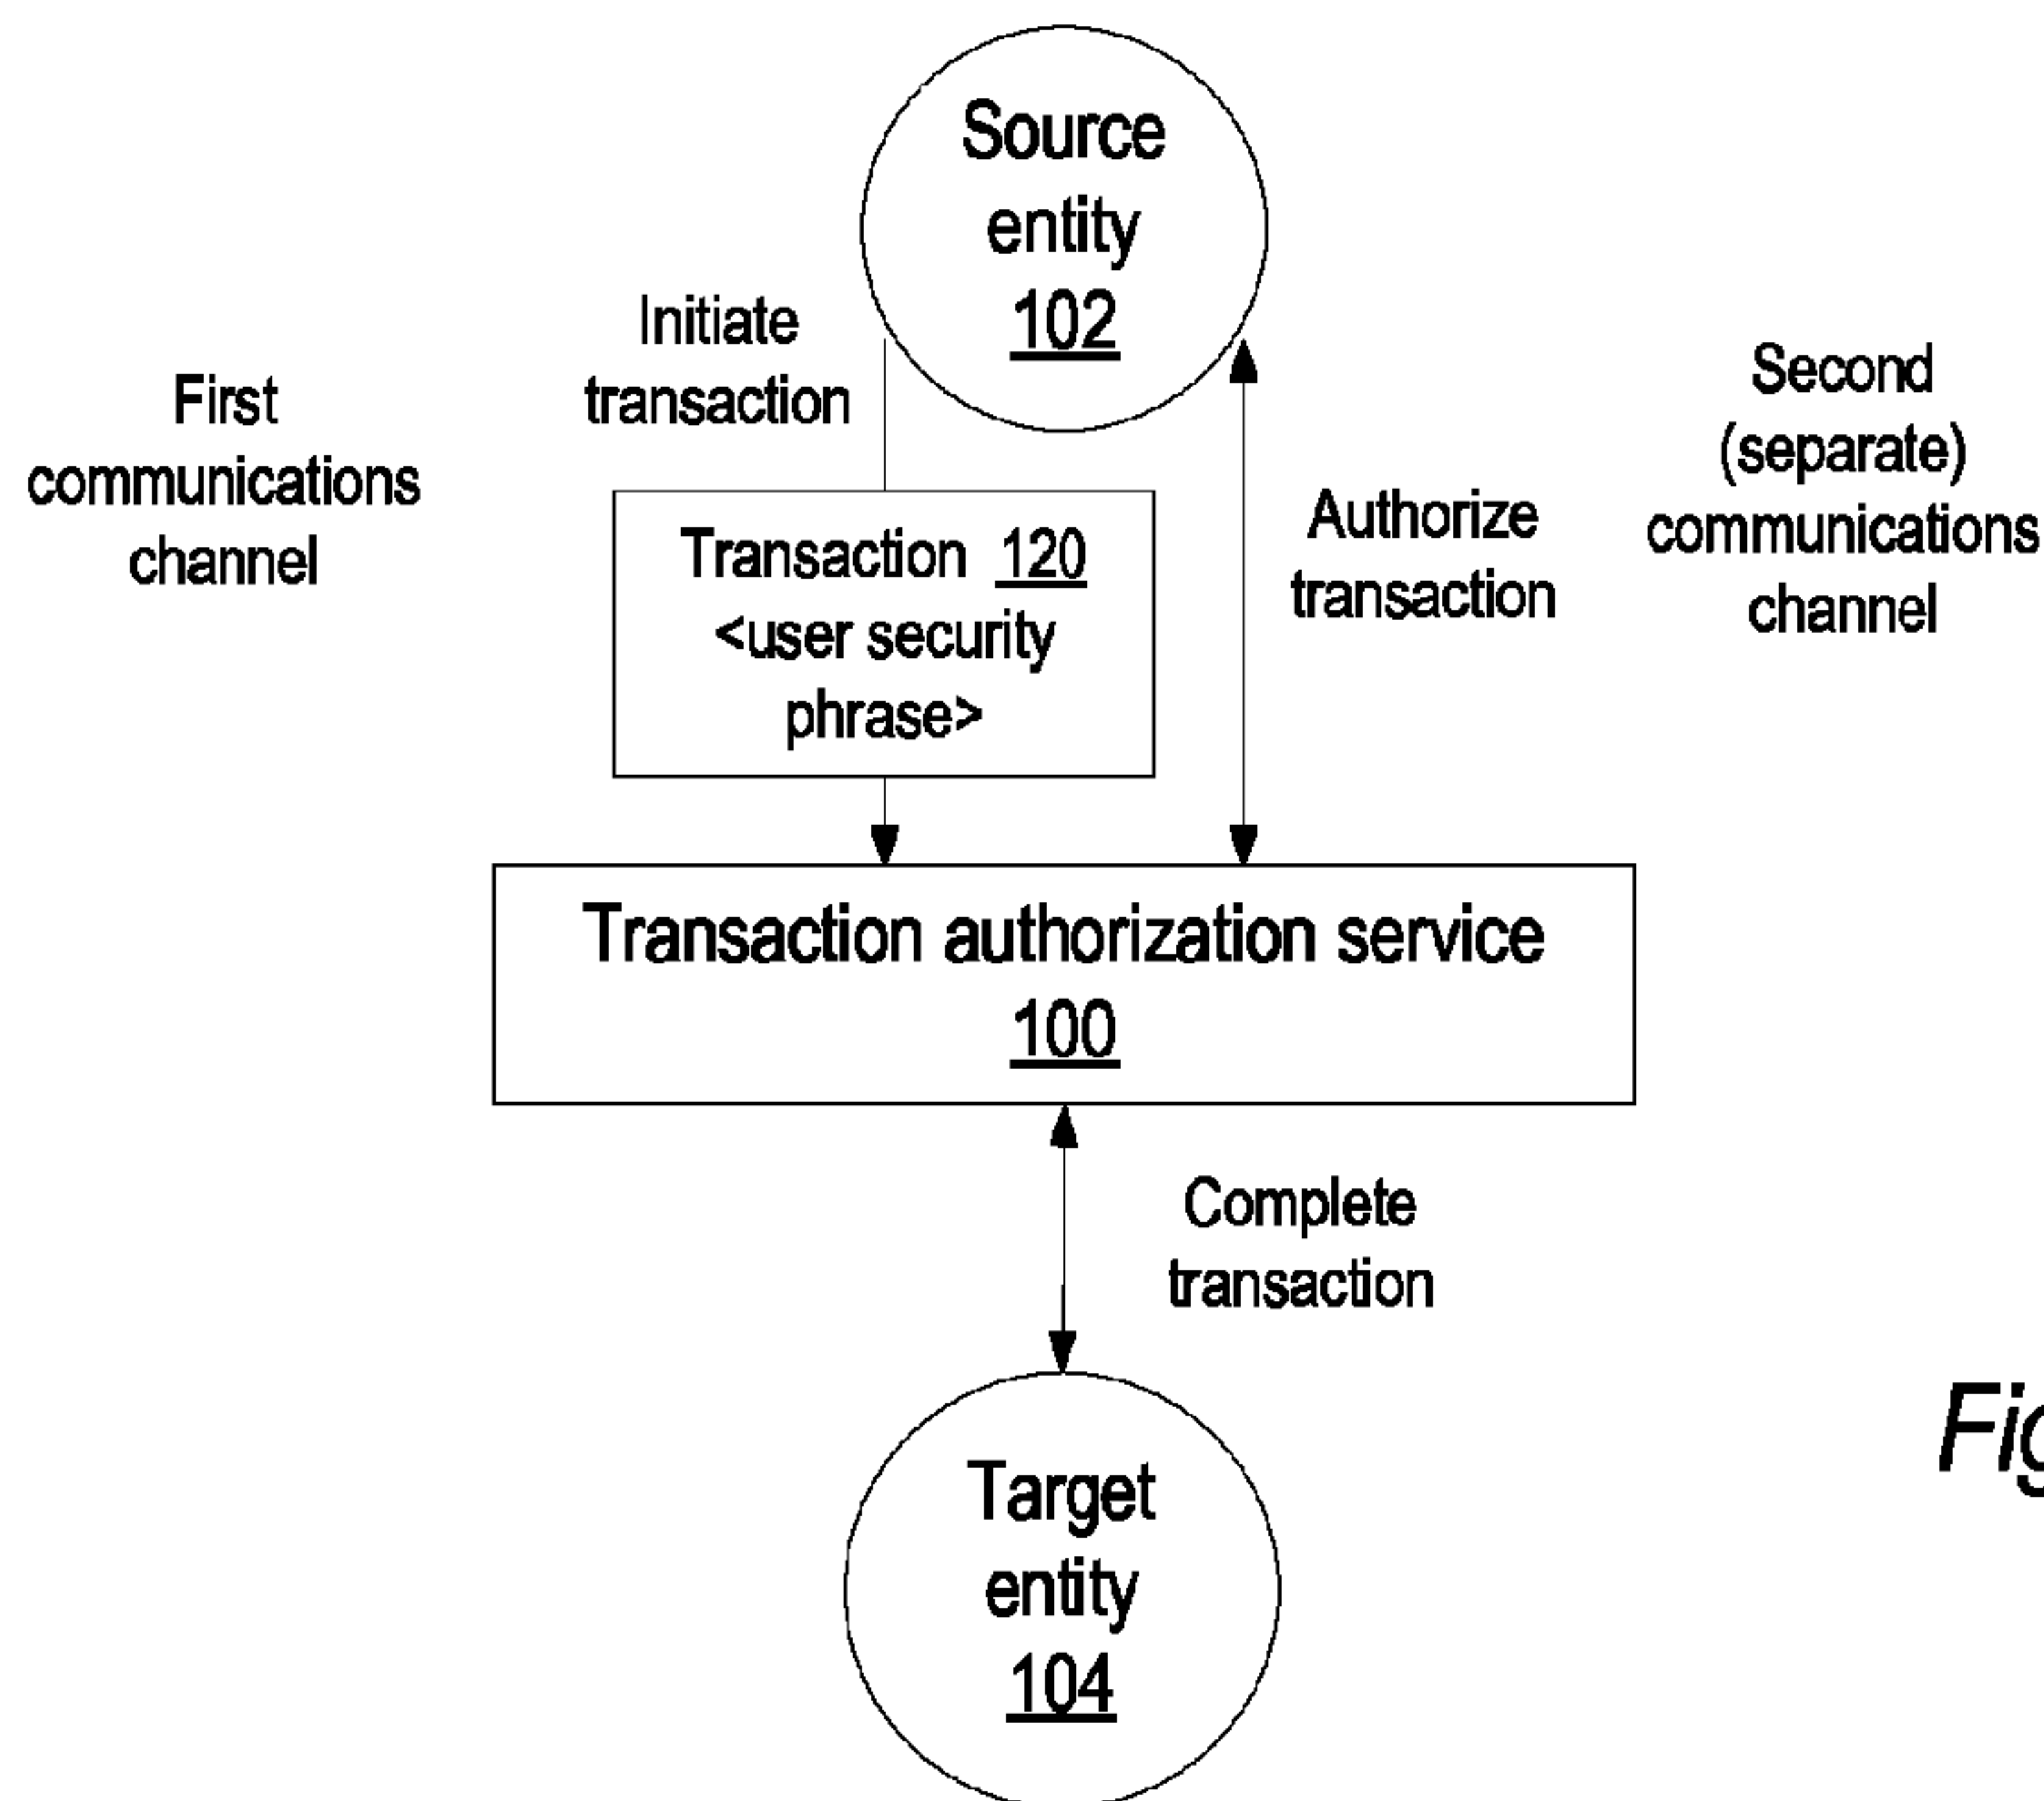 Source
entity
102
Initiate
transaction
First
communications
channel
Second
(separate)
communications
channel
Authorize
transaction
Transaction 120
<user security
phrase>
Transaction authorization service
100
Complete
transaction
Target
entity
104